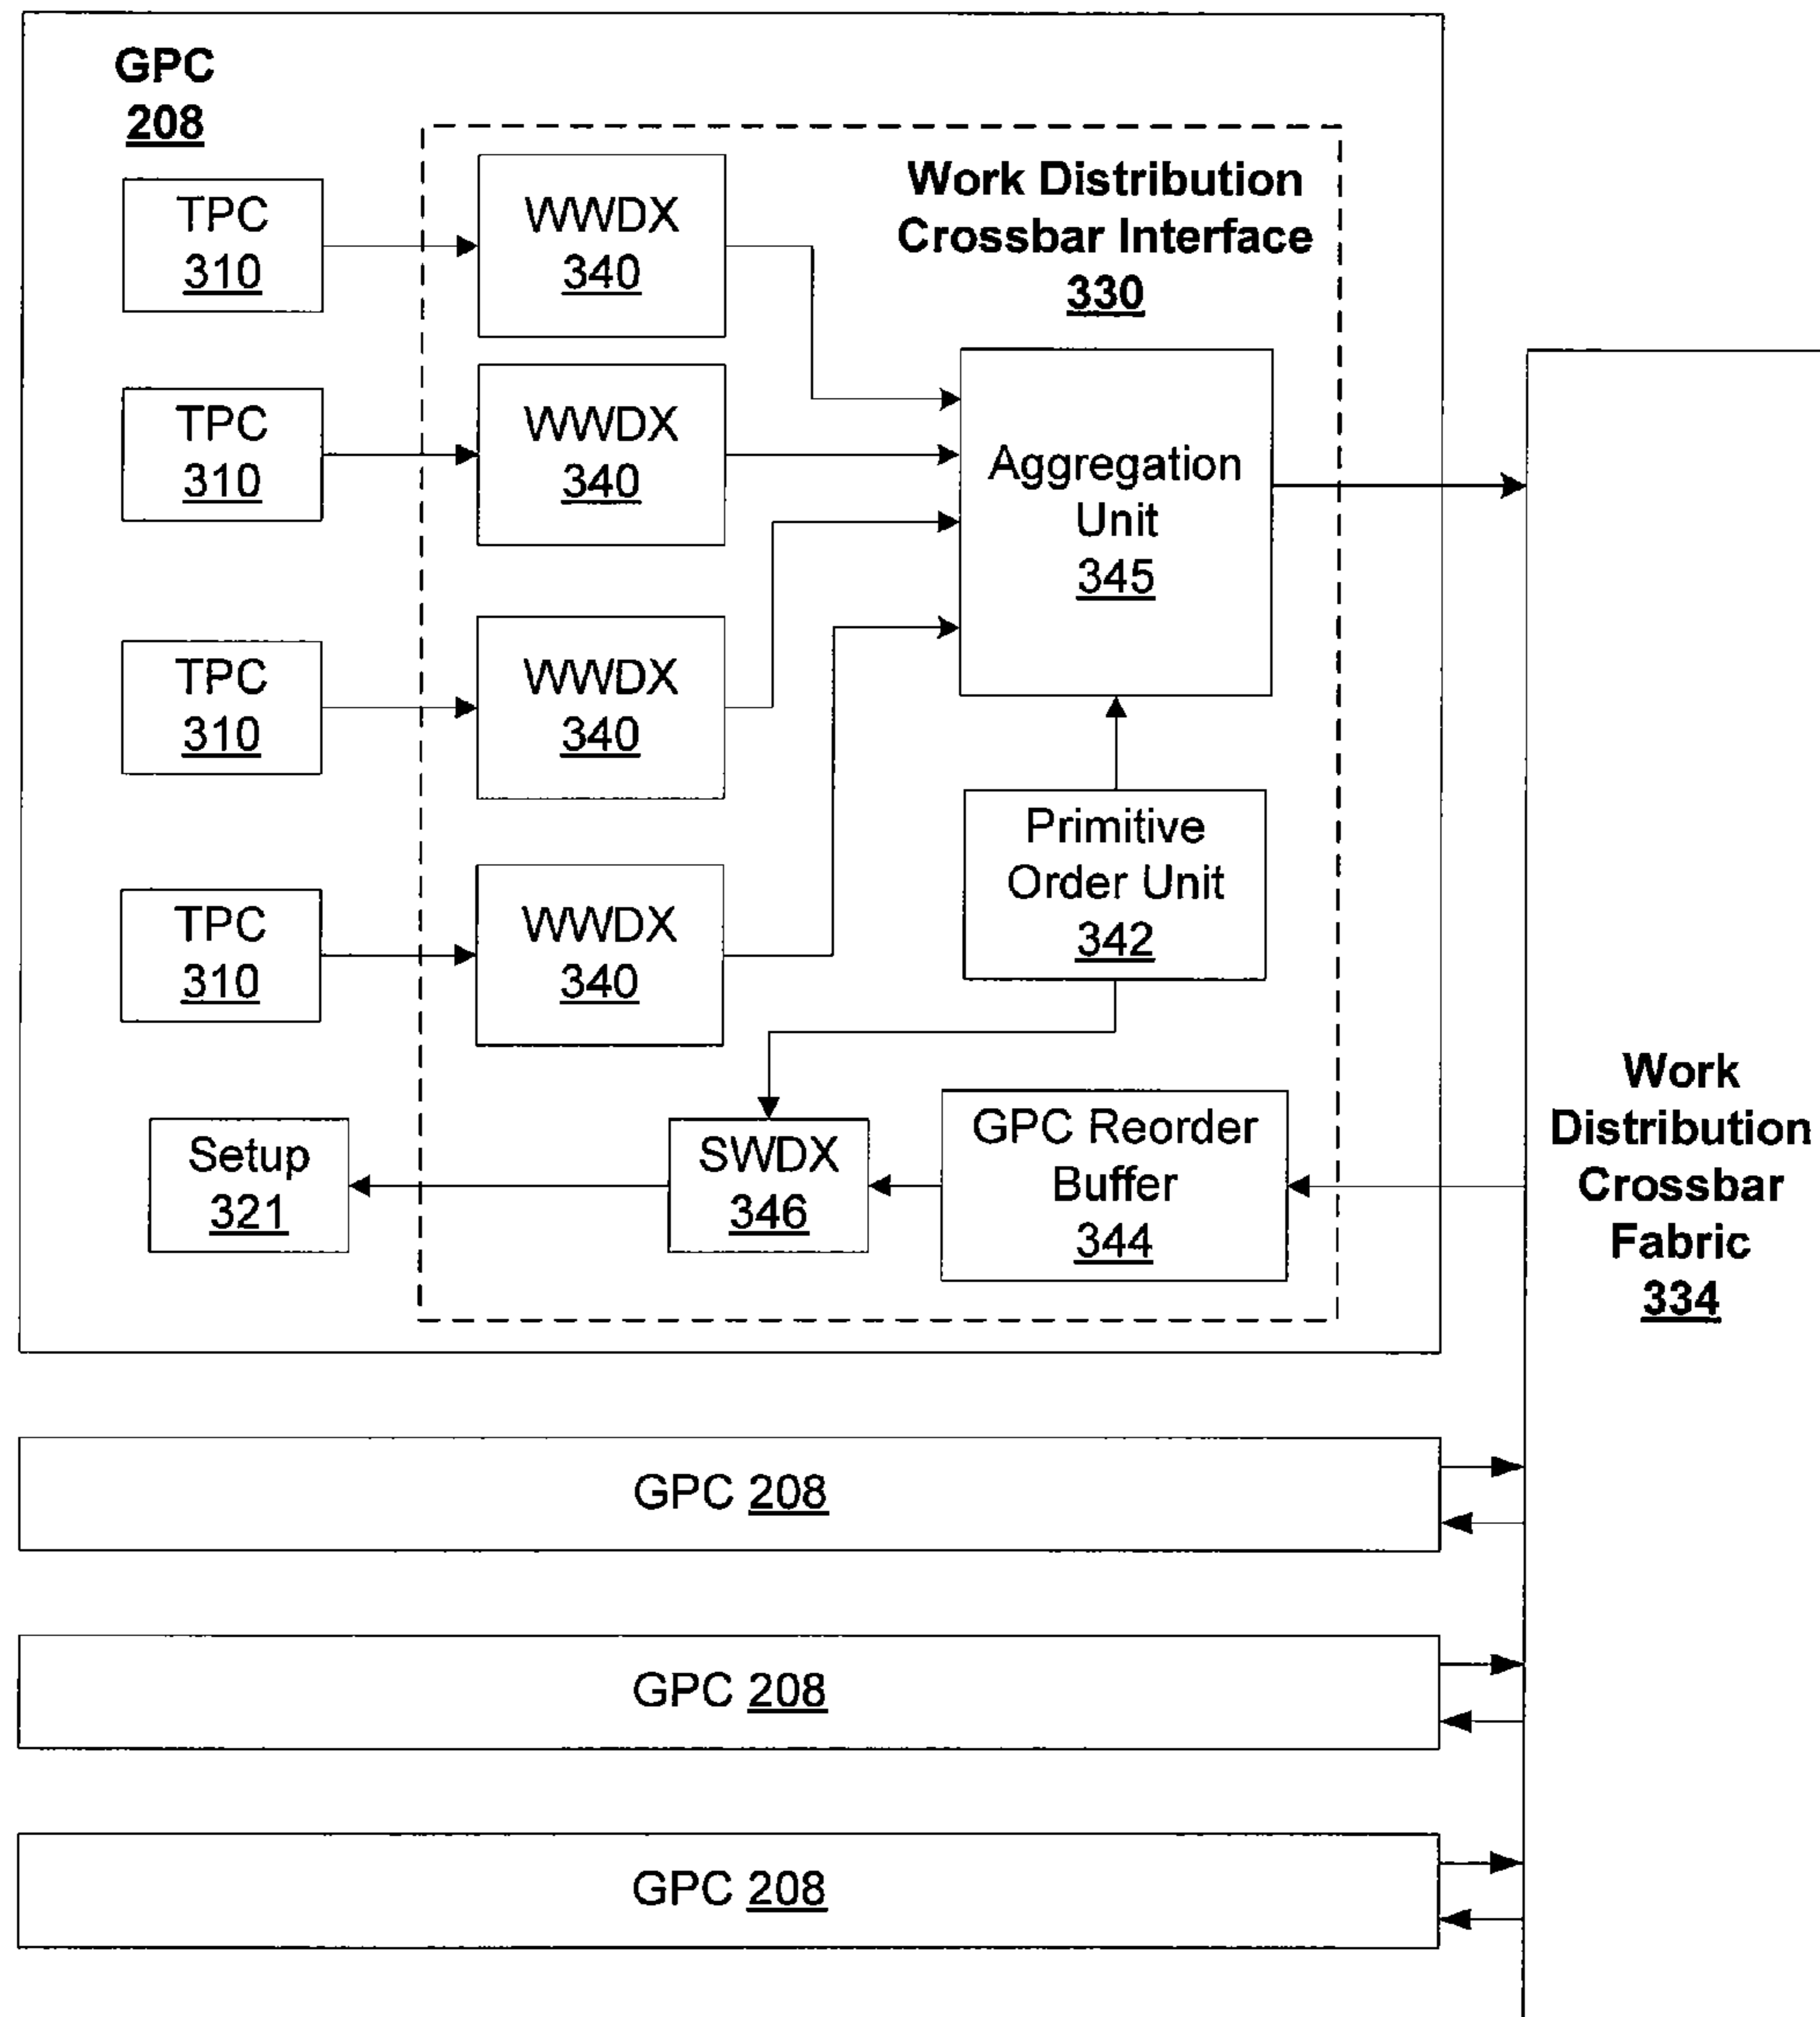 GPC
208
Work Distribution
Crossbar Interface
330
TPC
310
WWDX
340
TPC
310
WWDX
340
Aggregation
Unit
345
TPC
310
WWDX
340
Primitive
Order Unit
342
TPC
310
WWDX
340
Setup
321
SWDX
346
GPC Reorder
Buffer
344
Work
Distribution
Crossbar
Fabric
334
GPC 208
GPC 208
GPC 208